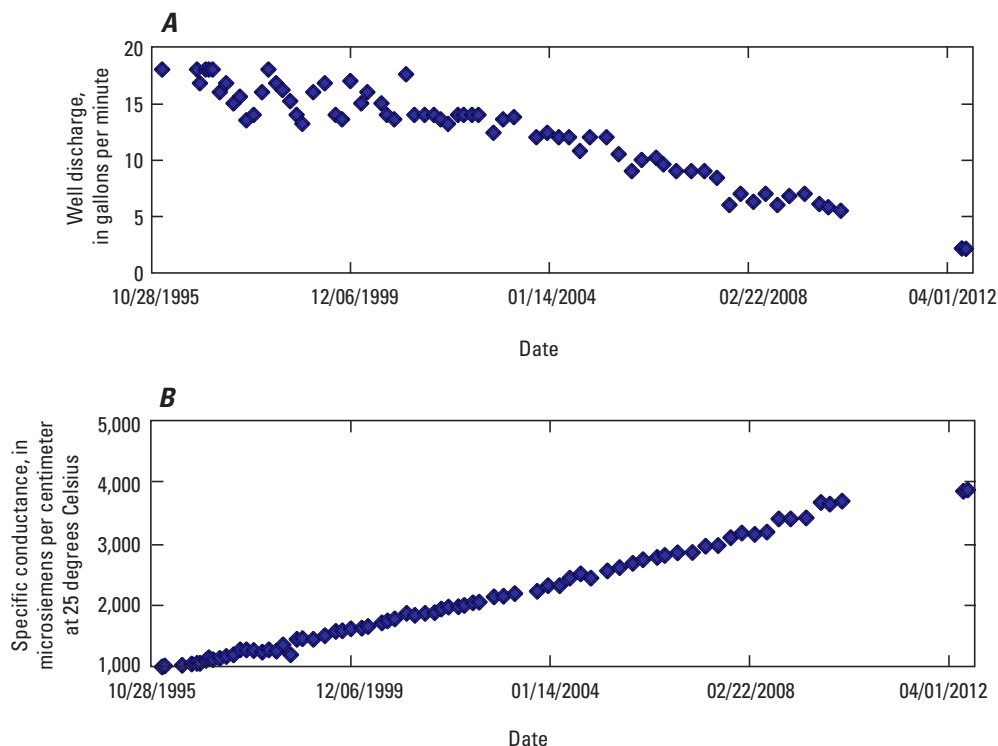 A
Well discharge,
in gallons per minute
20
15
10
5
0
10/28/1995 12/06/1999 01/14/2004 02/22/2008 04/01/2012
Date
B
Specific conductance, in
microsiemens per centimeter
at 25 degrees Celsius
5,000
4,000
3,000
2,000
1,000
10/28/1995 12/06/1999 01/14/2004 02/22/2008 04/01/2012
Date